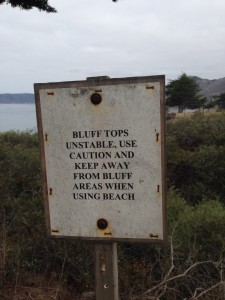 BLUFF TOPS
UNSTABLE, USE
CAUTION AND
KEEP AWAY
FROM BLUFF
AREAS WHEN
USING BEACH